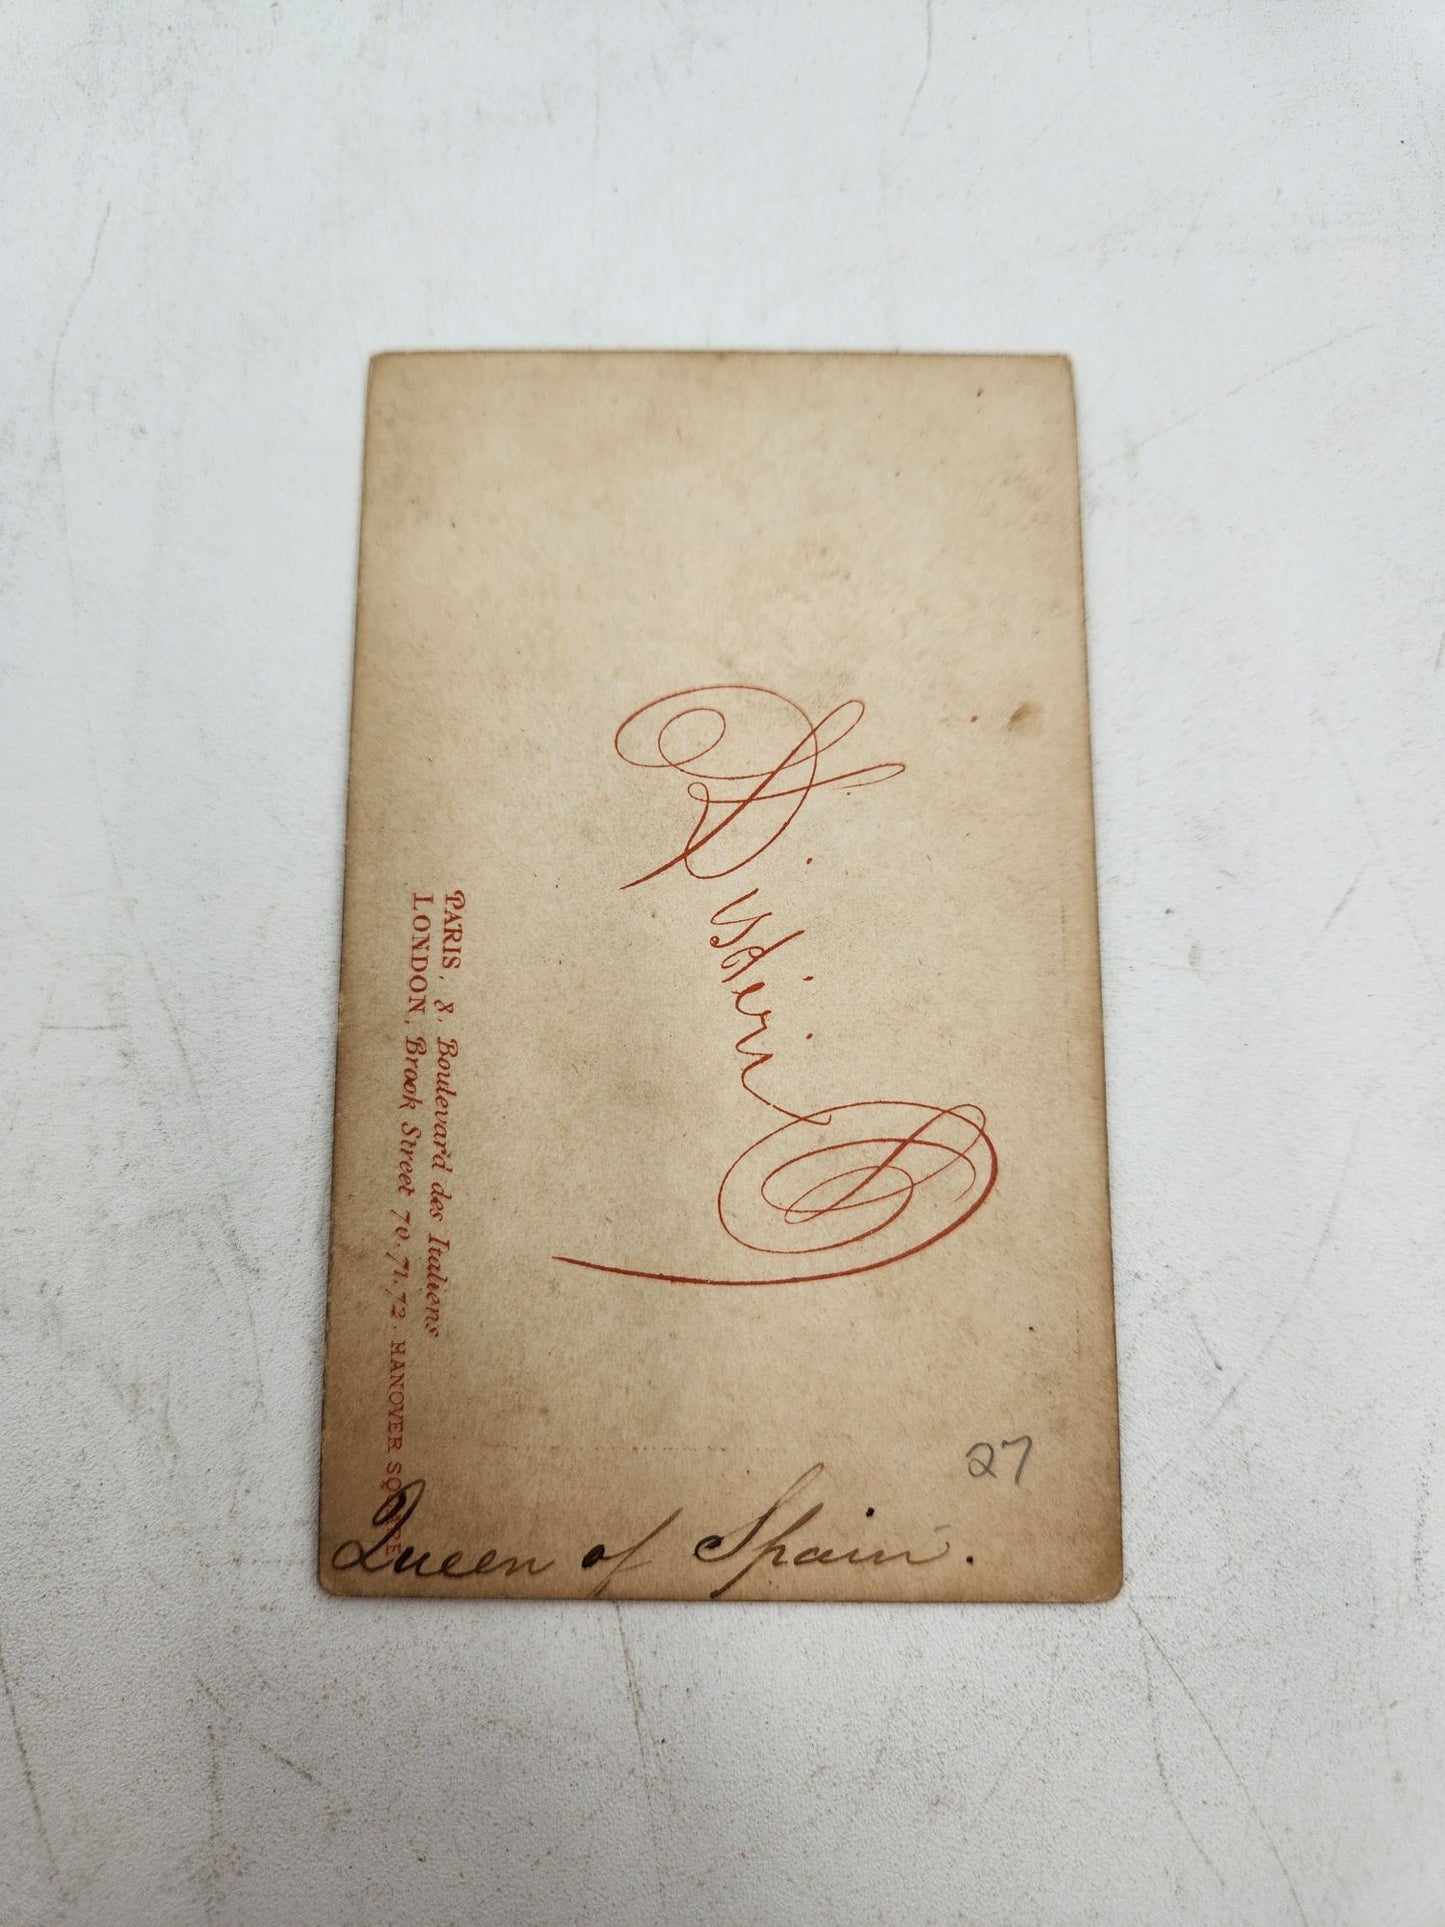 Disdéri
PARIS, 8, Boulevard des Italiens
LONDON, Brook Street 70.71.72. HANOVER SQUARE
27
Queen of Spain.